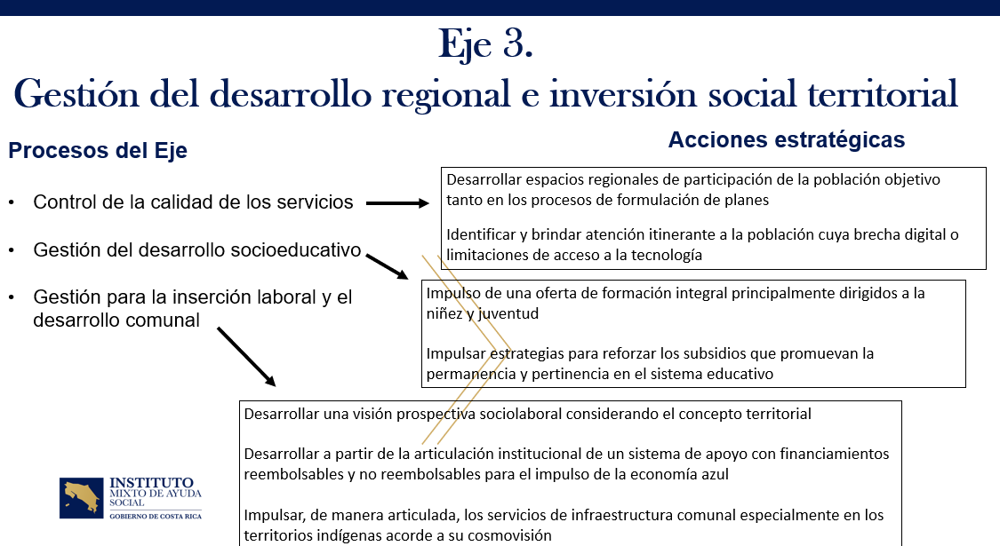 Eje 3.
Gestión del desarrollo regional e inversión social territorial
Procesos del Eje
• Control de la calidad de los servicios
• Gestión del desarrollo socioeducativo
• Gestión para la inserción laboral y el
desarrollo comunal
Acciones estratégicas
Desarrollar espacios regionales de participación de la población objetivo
tanto en los procesos de formulación de planes
Identificar y brindar atención itinerante a la población cuya brecha digital o
limitaciones de acceso a la tecnología
Impulso de una oferta de formación integral principalmente dirigidos a la
niñez y juventud
Impulsar estrategias para reforzar los subsidios que promuevan la
permanencia y pertinencia en el sistema educativo
Desarrollar una visión prospectiva sociolaboral considerando el concepto territorial
Desarrollar a partir de la articulación institucional de un sistema de apoyo con financiamientos
reembolsables y no reembolsables para el impulso de la economía azul
Impulsar, de manera articulada, los servicios de infraestructura comunal especialmente en los
territorios indígenas acorde a su cosmovisión
INSTITUTO
MIXTO DE AYUDA
SOCIAL
GOBIERNO DE COSTA RICA